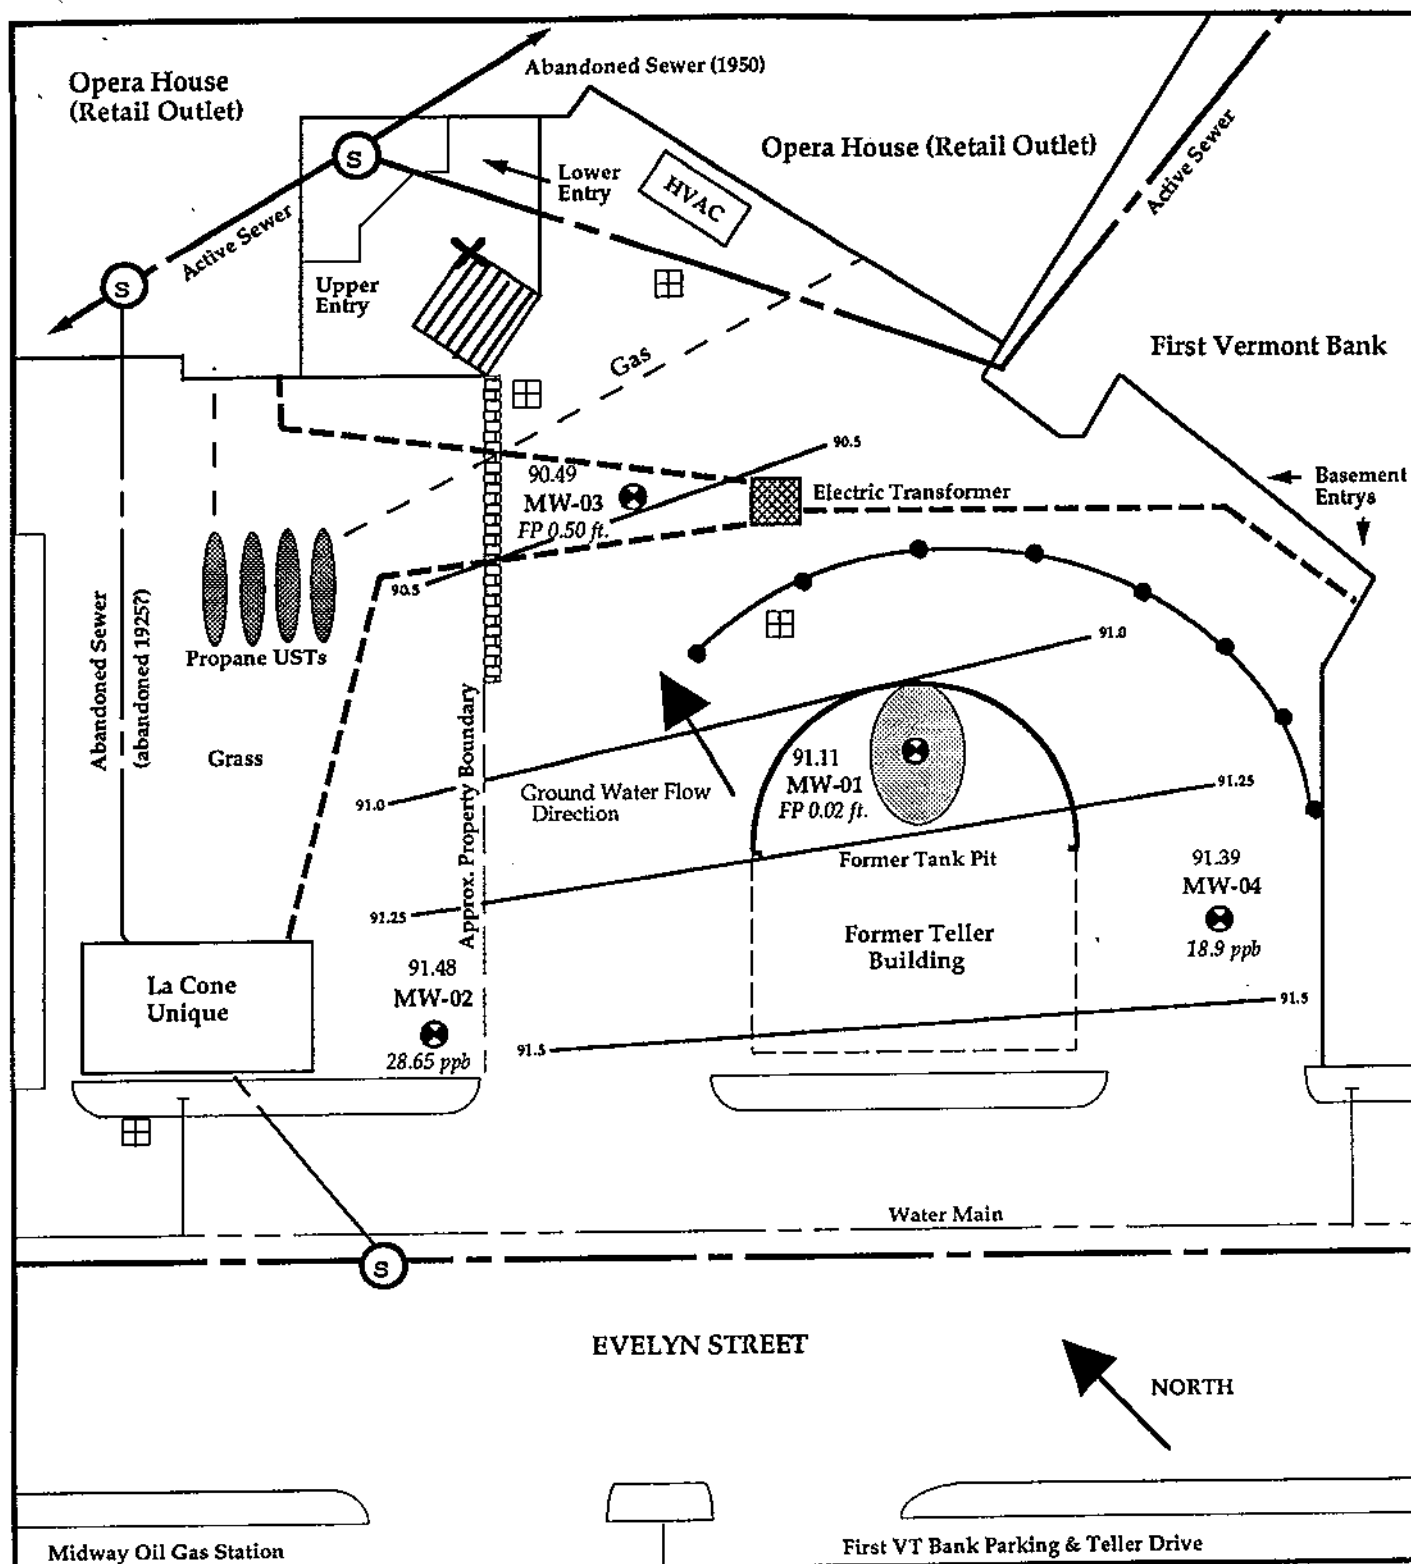 Opera House
(Retail Outlet)
Abandoned Sewer (1950)
S
Opera House (Retail Outlet)
Lower
Entry
HVAC
Active Sewer
Active Sewer
S
Upper
Entry
Gas
First Vermont Bank
90.5
90.49
MW-03
FP 0.50 ft.
Electric Transformer
Basement
Entrys
90.5
91.0
Propane USTs
Abandoned Sewer
(abandoned 1925?)
Approx. Property Boundary
Grass
91.0
Ground Water Flow
Direction
91.11
MW-01
FP 0.02 ft.
91.25
Former Tank Pit
91.39
MW-04
18.9 ppb
91.25
Former Teller
Building
91.48
MW-02
28.65 ppb
La Cone
Unique
91.5
91.5
Water Main
S
EVELYN STREET
NORTH
Midway Oil Gas Station
First VT Bank Parking & Teller Drive